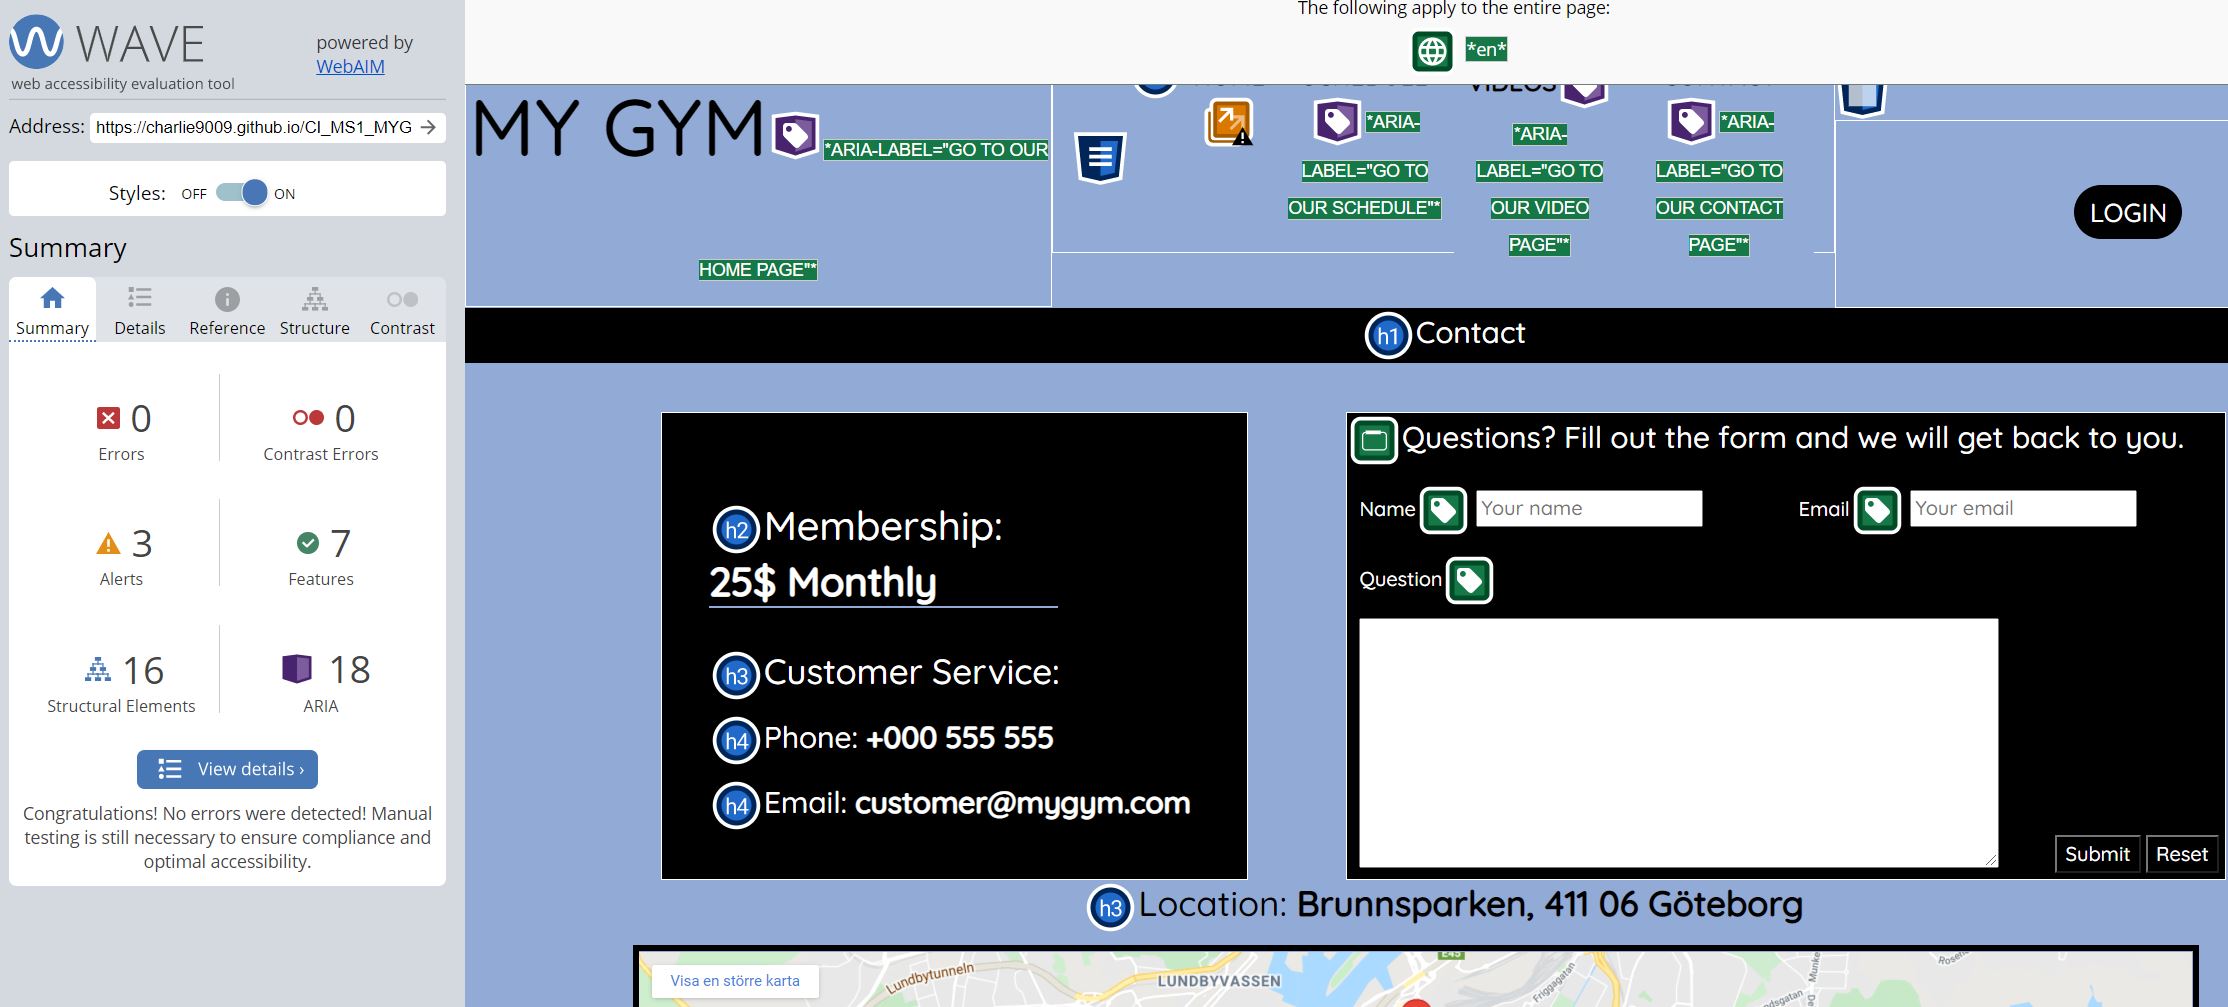 WAVE
powered by
WebAIM
web accessibility evaluation tool
Address: https://charlie9009.github.io/CI_MS1_MYG
Styles: OFF ON
Summary
Summary Details Reference Structure Contrast
0 0
Errors Contrast Errors
3 7
Alerts Features
16 18
Structural Elements ARIA
View details ›
Congratulations! No errors were detected! Manual
testing is still necessary to ensure compliance and
optimal accessibility.
The following apply to the entire page:
*en*
VIDEOS
MY GYM *ARIA-LABEL="GO TO OUR
HOME PAGE"*
*ARIA-
LABEL="GO TO
OUR SCHEDULE"*
*ARIA-
LABEL="GO TO
OUR VIDEO
PAGE"*
*ARIA-
LABEL="GO TO
OUR CONTACT
PAGE"*
LOGIN
h1 Contact
h2 Membership:
25$ Monthly
h3 Customer Service:
h4 Phone: +000 555 555
h4 Email: customer@mygym.com
Questions? Fill out the form and we will get back to you.
Name Your name Email Your email
Question
Submit Reset
h3 Location: Brunnsparken, 411 06 Göteborg
Visa en större karta
Lundbytunneln
LUNDBYVASSEN
E45
Friggagatan